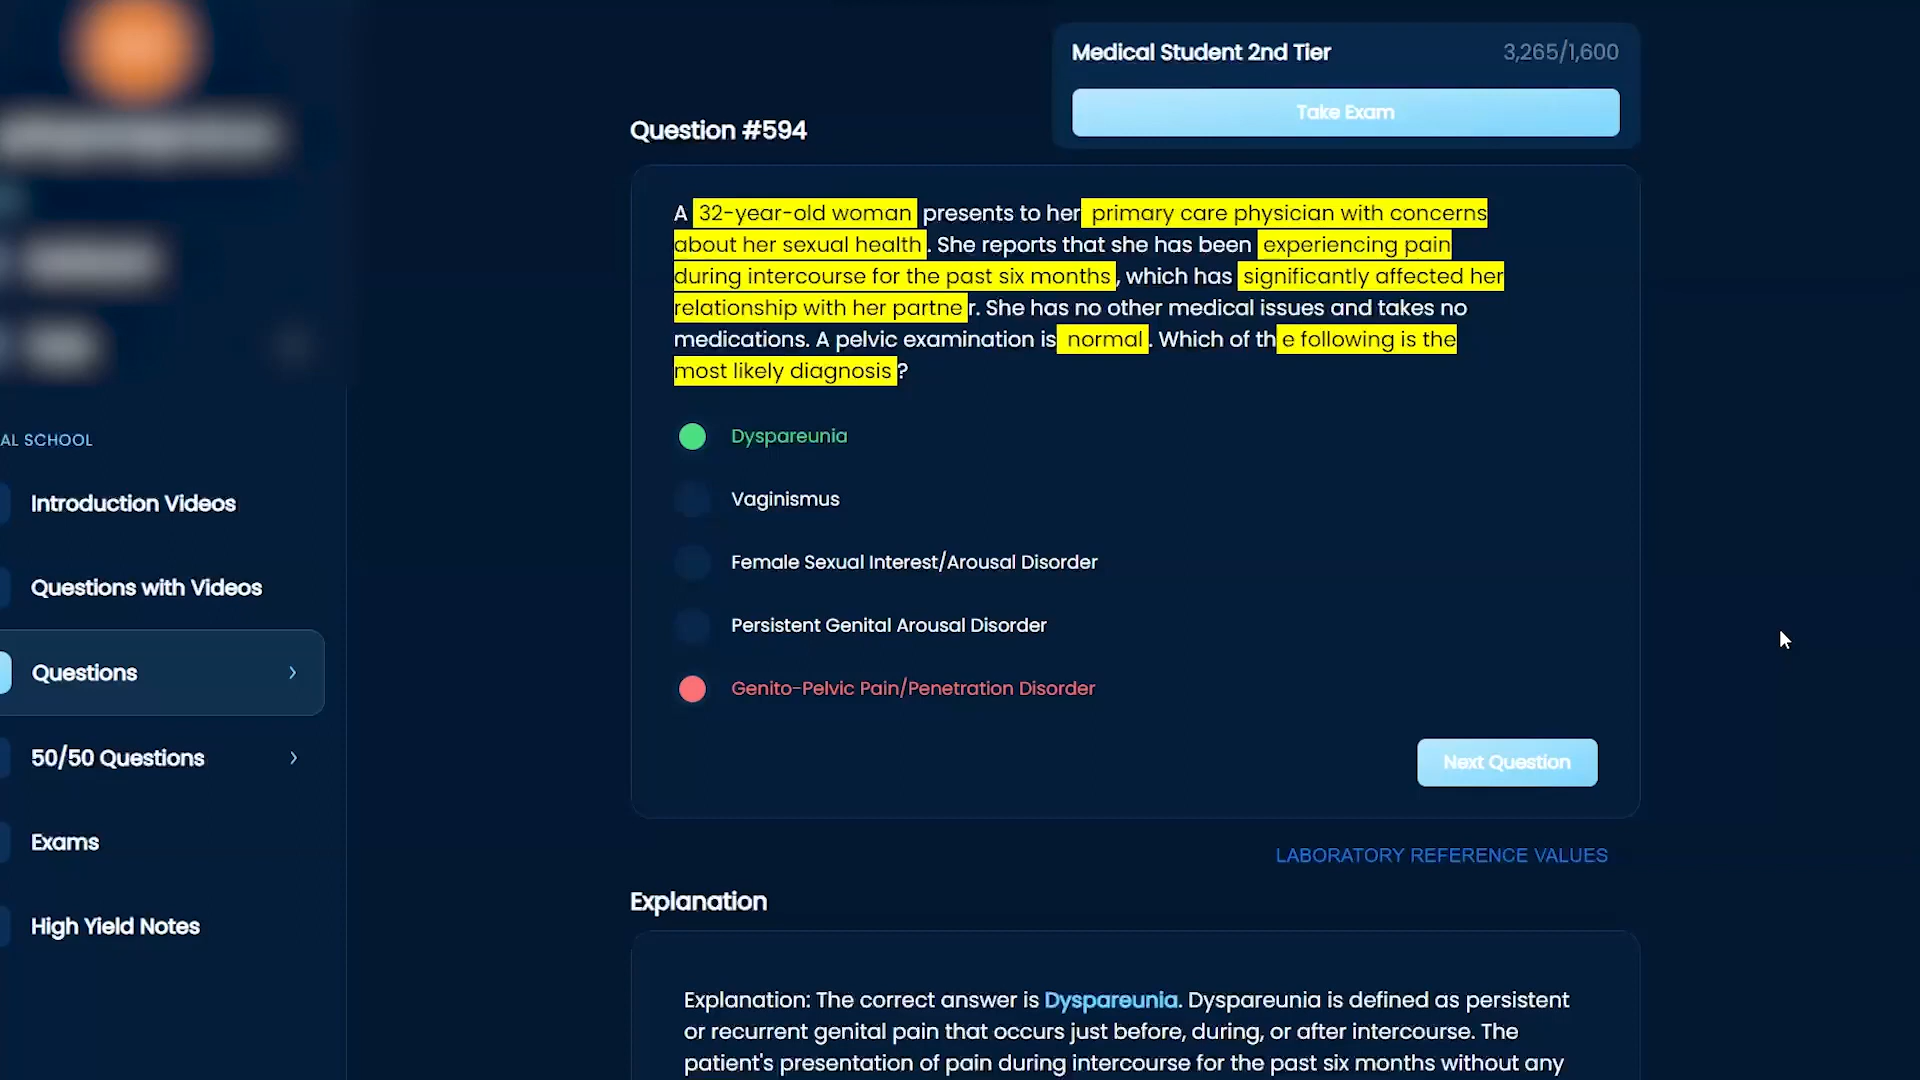 Medical Student 2nd Tier 3,265/1,600
Take Exam
Question #594
A 32-year-old woman presents to her primary care physician with concerns
about her sexual health. She reports that she has been experiencing pain
during intercourse for the past six months, which has significantly affected her
relationship with her partner. She has no other medical issues and takes no
medications. A pelvic examination is normal. Which of the following is the
most likely diagnosis?
Dyspareunia
Vaginismus
Female Sexual Interest/Arousal Disorder
Persistent Genital Arousal Disorder
Genito-Pelvic Pain/Penetration Disorder
Next Question
LABORATORY REFERENCE VALUES
Explanation
Explanation: The correct answer is Dyspareunia. Dyspareunia is defined as persistent
or recurrent genital pain that occurs just before, during, or after intercourse. The
patient's presentation of pain during intercourse for the past six months without any
AL SCHOOL
Introduction Videos
Questions with Videos
Questions
50/50 Questions
Exams
High Yield Notes